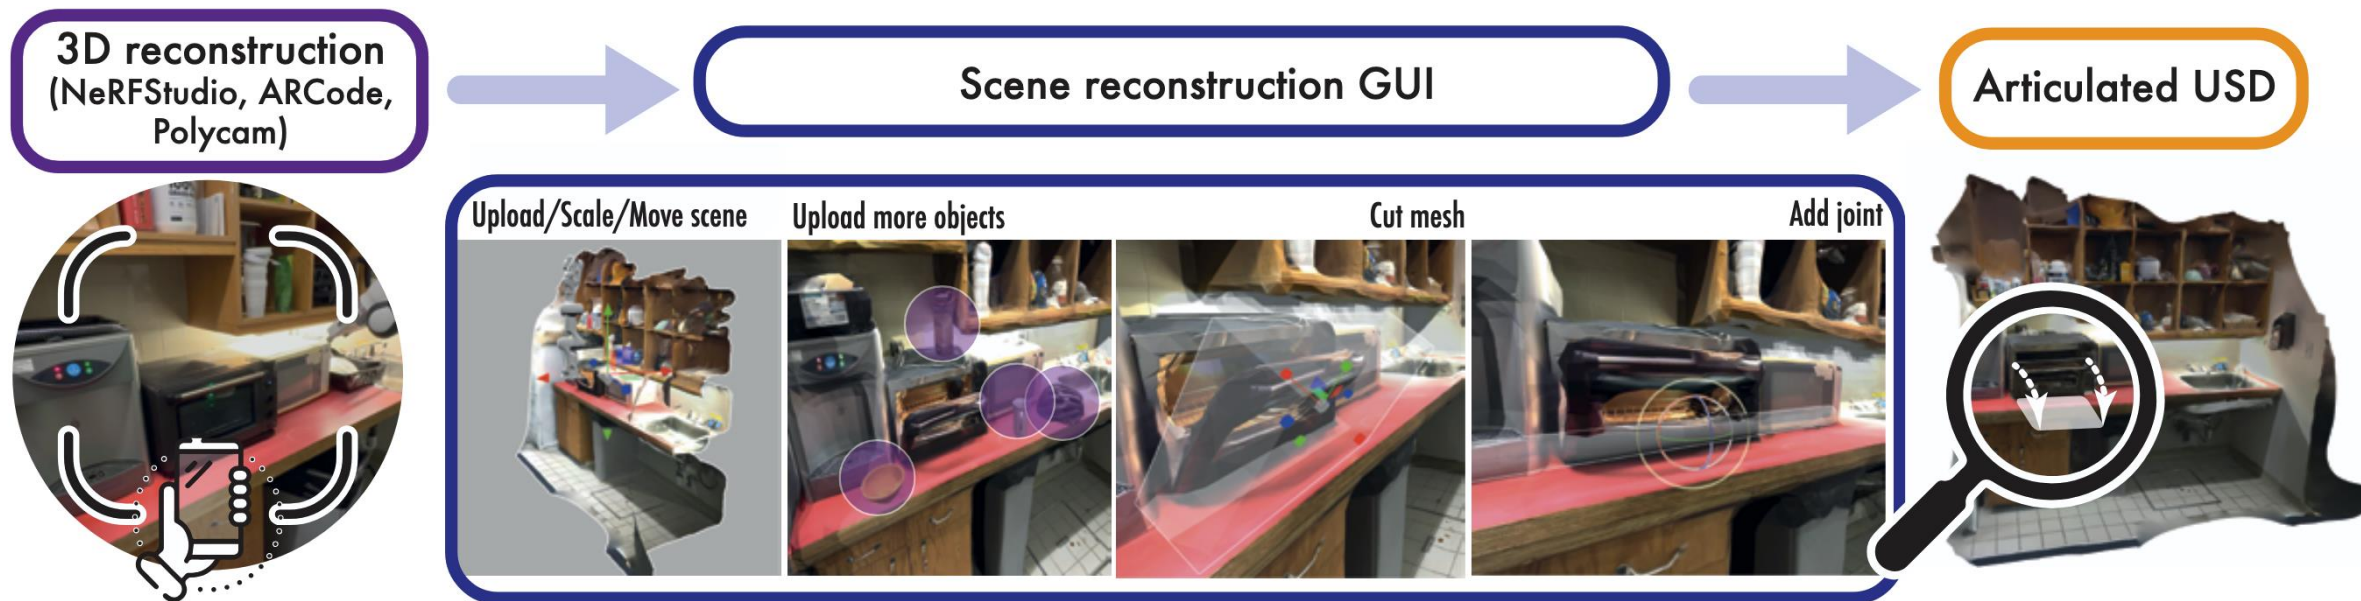 3D reconstruction
(NeRFStudio, ARCode,
Polycam)
Scene reconstruction GUI
Articulated USD
Upload/Scale/Move scene
Upload more objects
Cut mesh
Add joint